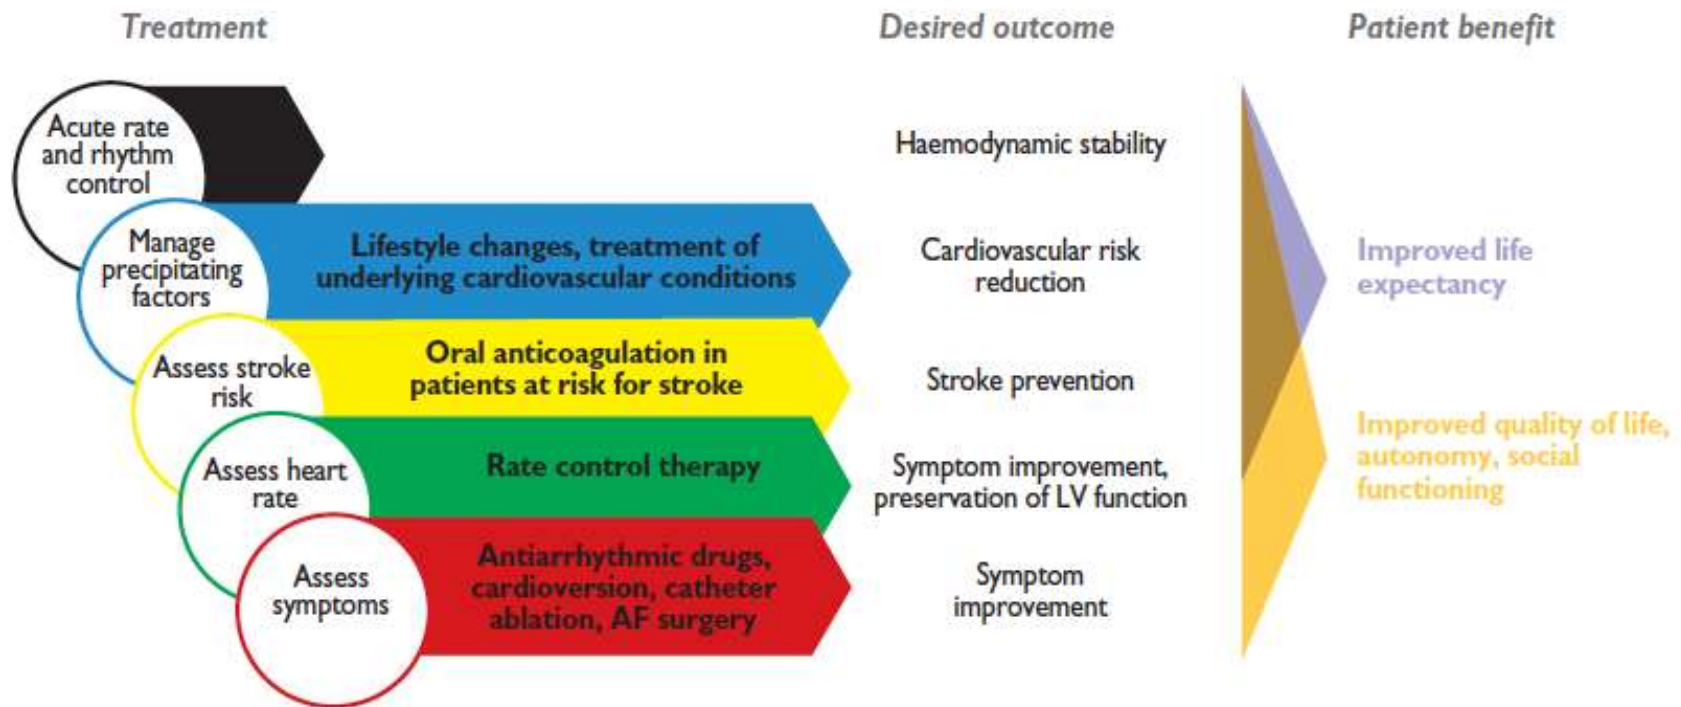 Treatment
Desired outcome
Patient benefit
Acute rate
and rhythm
control
Haemodynamic stability
Manage
precipitating
factors
Lifestyle changes, treatment of
underlying cardiovascular conditions
Cardiovascular risk
reduction
Improved life
expectancy
Assess stroke
risk
Oral anticoagulation in
patients at risk for stroke
Stroke prevention
Improved quality of life,
autonomy, social
functioning
Assess heart
rate
Rate control therapy
Symptom improvement,
preservation of LV function
Assess
symptoms
Antiarrhythmic drugs,
cardioversion, catheter
ablation, AF surgery
Symptom
improvement